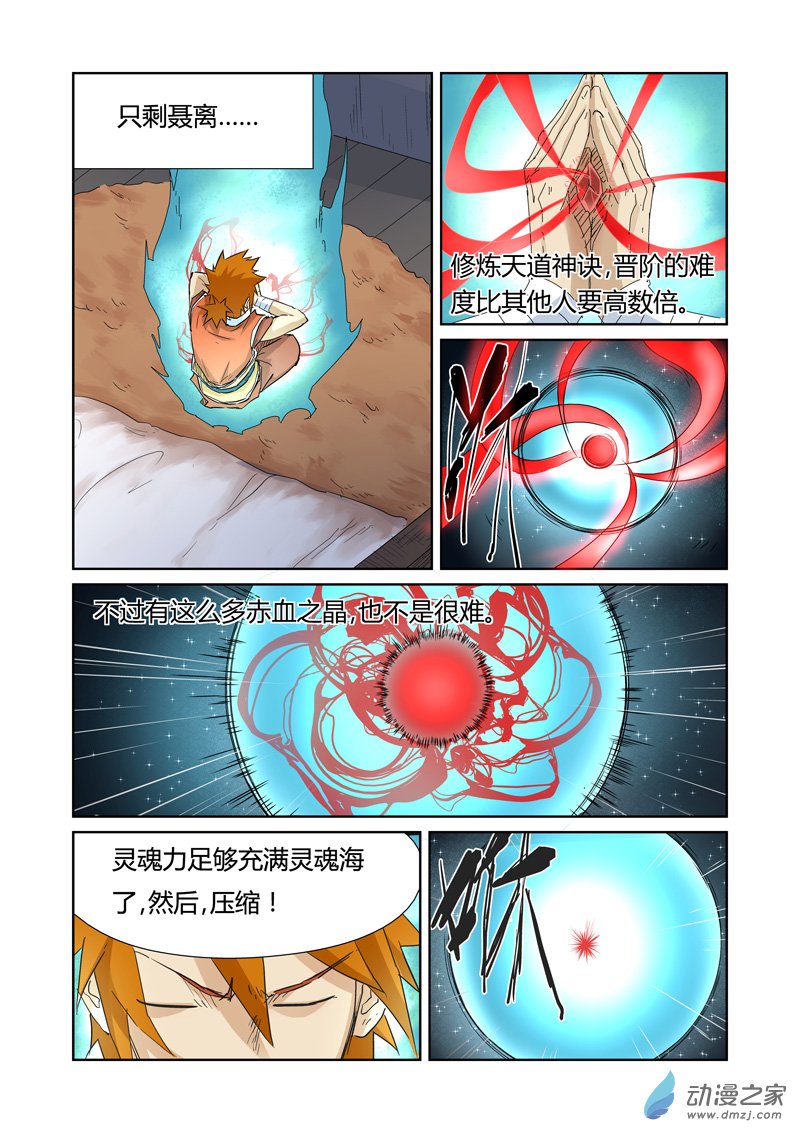 只剩聂离……
修炼天道神诀，晋阶的难
度比其他人要高数倍。
咻
不过有这么多赤血之晶，也不是很难。
灵魂力足够充满灵魂海
了，然后，压缩！
咻
动漫之家
www.dmzj.com